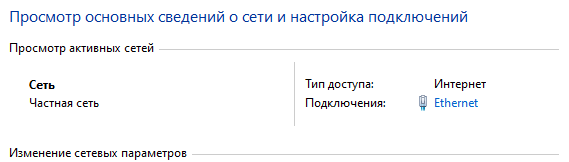 Просмотр основных сведений о сети и настройка подключений
Просмотр активных сетей
Сеть
Частная сеть
Тип доступа: Интернет
Подключения: Ethernet
Изменение сетевых параметров